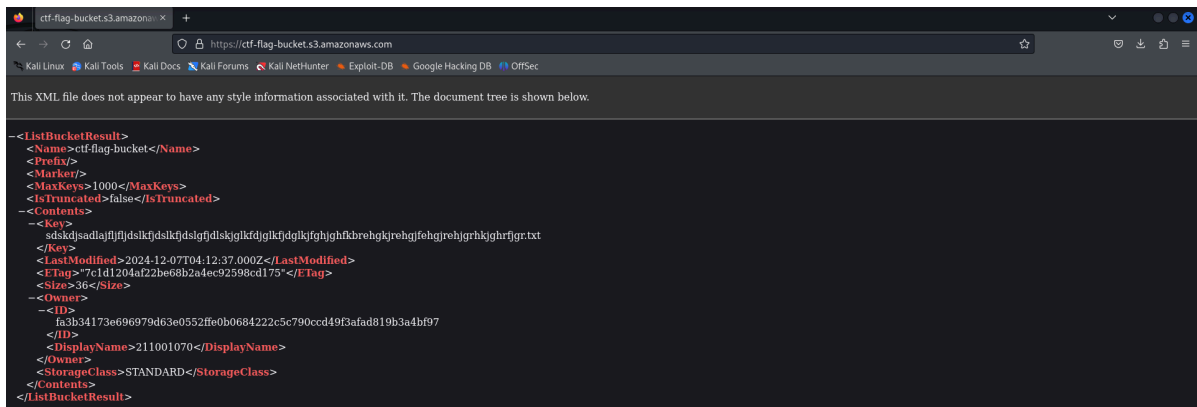 ctf-flag-bucket.s3.amazonaw
https://ctf-flag-bucket.s3.amazonaws.com
Kali Linux Kali Tools Kali Docs Kali Forums Kali NetHunter Exploit-DB Google Hacking DB OffSec
This XML file does not appear to have any style information associated with it. The document tree is shown below.
−<ListBucketResult>
<Name>ctf-flag-bucket</Name>
<Prefix/>
<Marker/>
<MaxKeys>1000</MaxKeys>
<IsTruncated>false</IsTruncated>
−<Contents>
−<Key>
sdskdjsadlajfljfljdslkfjdslkfjdslgfjdlskjglkfdjglkfjdglkjfghjghfkbrehgkjrehgjfehgjrehjgrhkjghrfjgr.txt
</Key>
<LastModified>2024-12-07T04:12:37.000Z</LastModified>
<ETag>"7c1d1204af22be68b2a4ec92598cd175"</ETag>
<Size>36</Size>
−<Owner>
−<ID>
fa3b34173e696979d63e0552ffe0b0684222c5c790ccd49f3afad819b3a4bf97
</ID>
<DisplayName>211001070</DisplayName>
</Owner>
<StorageClass>STANDARD</StorageClass>
</Contents>
</ListBucketResult>